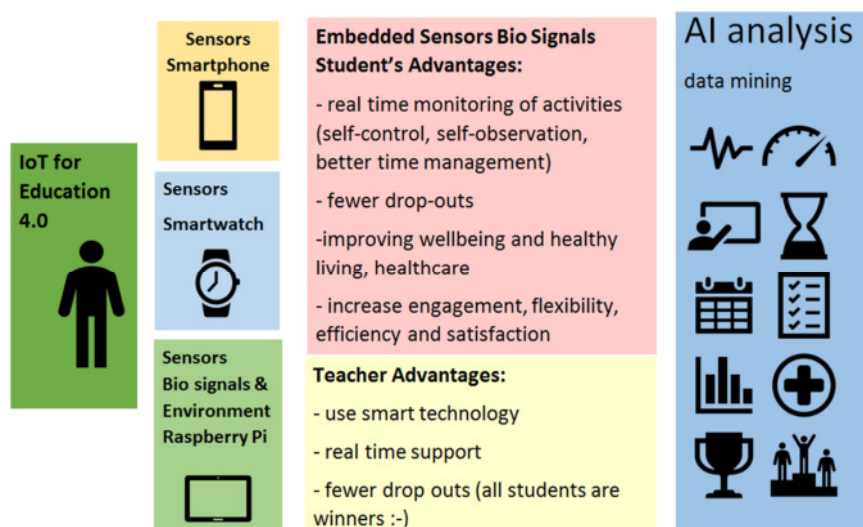 IoT for
Education
4.0
Sensors
Smartphone
Sensors
Smartwatch
Sensors
Bio signals &
Environment
Raspberry Pi
Embedded Sensors Bio Signals
Student's Advantages:
- real time monitoring of activities
(self-control, self-observation,
better time management)
- fewer drop-outs
-improving wellbeing and healthy
living, healthcare
- increase engagement, flexibility,
efficiency and satisfaction
Teacher Advantages:
- use smart technology
- real time support
- fewer drop outs (all students are
winners :-)
AI analysis
data mining